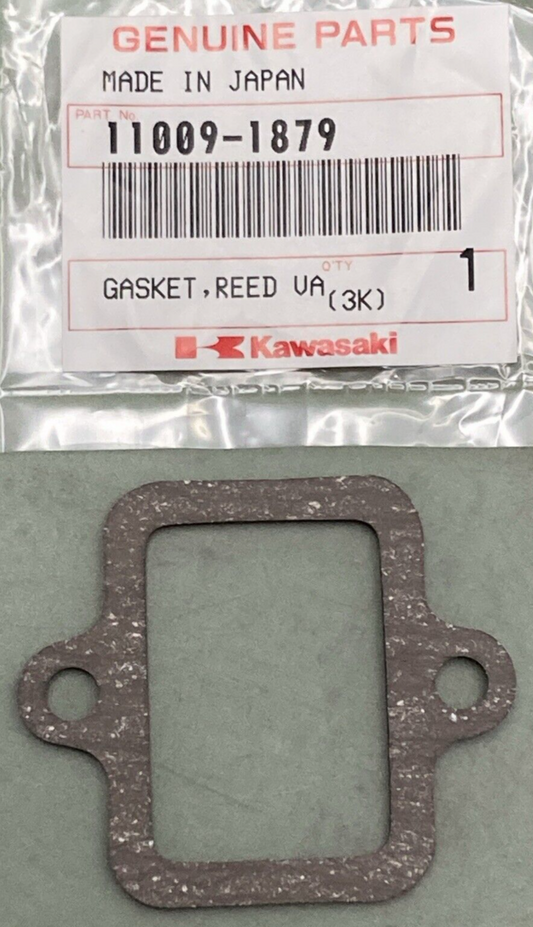 GENUINE PARTS
MADE IN JAPAN
PART No.
11009-1879
Q'TY
GASKET,REED VA 1
(3K)
Kawasaki